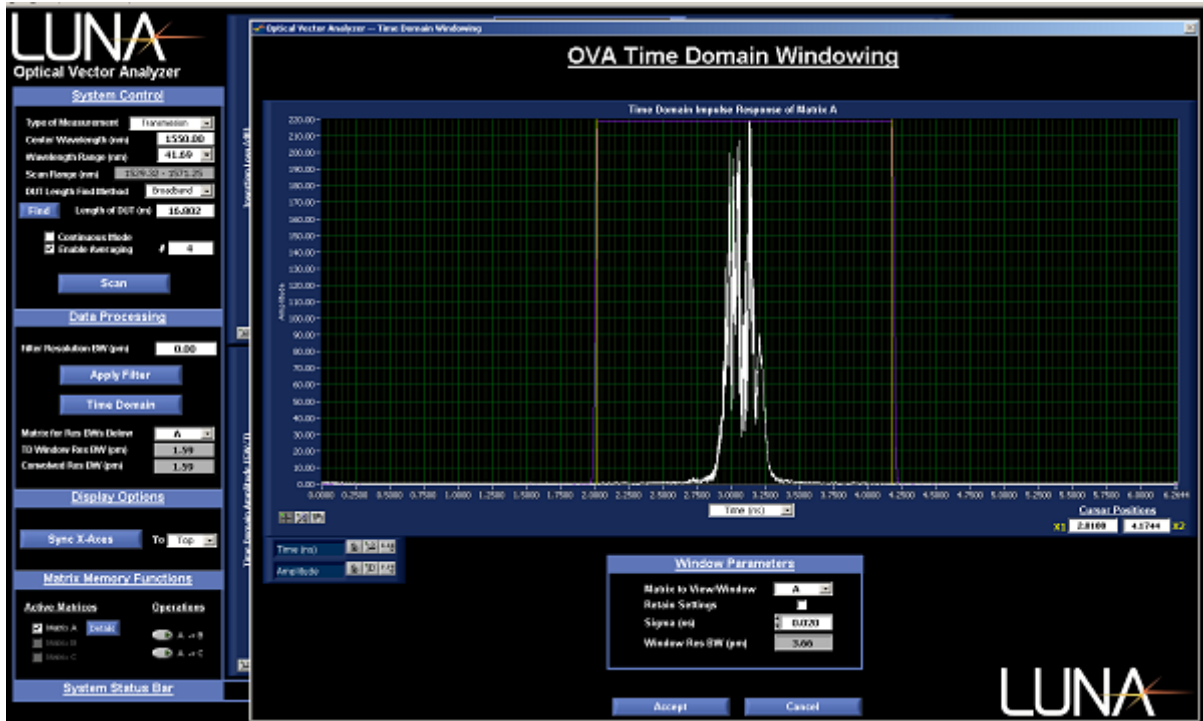 LUNA
Optical Vector Analyzer
System Control
Type of Measurement Transmission
Center Wavelength (nm) 1550.00
Wavelength Range (nm) 41.69
Scan Range (nm) 1529.32 - 1571.25
DUT Length Find Method Broadband
Find Length of DUT (m) 16.802
Continuous Mode
Enable Averaging # 4
Scan
Data Processing
Filter Resolution BW (pm) 0.00
Apply Filter
Time Domain
Matrix for Res BWs Below A
TD Window Res BW (pm) 1.59
Convolved Res BW (pm) 1.59
Display Options
Sync X-Axes To Top
Matrix Memory Functions
Active Matrices Operations
Matrix A Details A -> B
Matrix B
Matrix C A -> C
System Status Bar
Optical Vector Analyzer -- Time Domain Windowing
OVA Time Domain Windowing
Time Domain Impulse Response of Matrix A
Amplitude
220.00
210.00
200.00
190.00
180.00
170.00
160.00
150.00
140.00
130.00
120.00
110.00
100.00
90.00
80.00
70.00
60.00
50.00
40.00
30.00
20.00
10.00
0.00
0.0000 0.2500 0.5000 0.7500 1.0000 1.2500 1.5000 1.7500 2.0000 2.2500 2.5000 2.7500 3.0000 3.2500 3.5000 3.7500 4.0000 4.2500 4.5000 4.7500 5.0000 5.2500 5.5000 5.7500 6.0000 6.2644
Time (ns)
Cursor Positions
X1 2.0100 4.1744 X2
Time (ns)
Amplitude
Window Parameters
Matrix to View/Window A
Retain Settings
Sigma (ns) 0.020
Window Res BW (pm) 3.66
Accept Cancel
LUNA